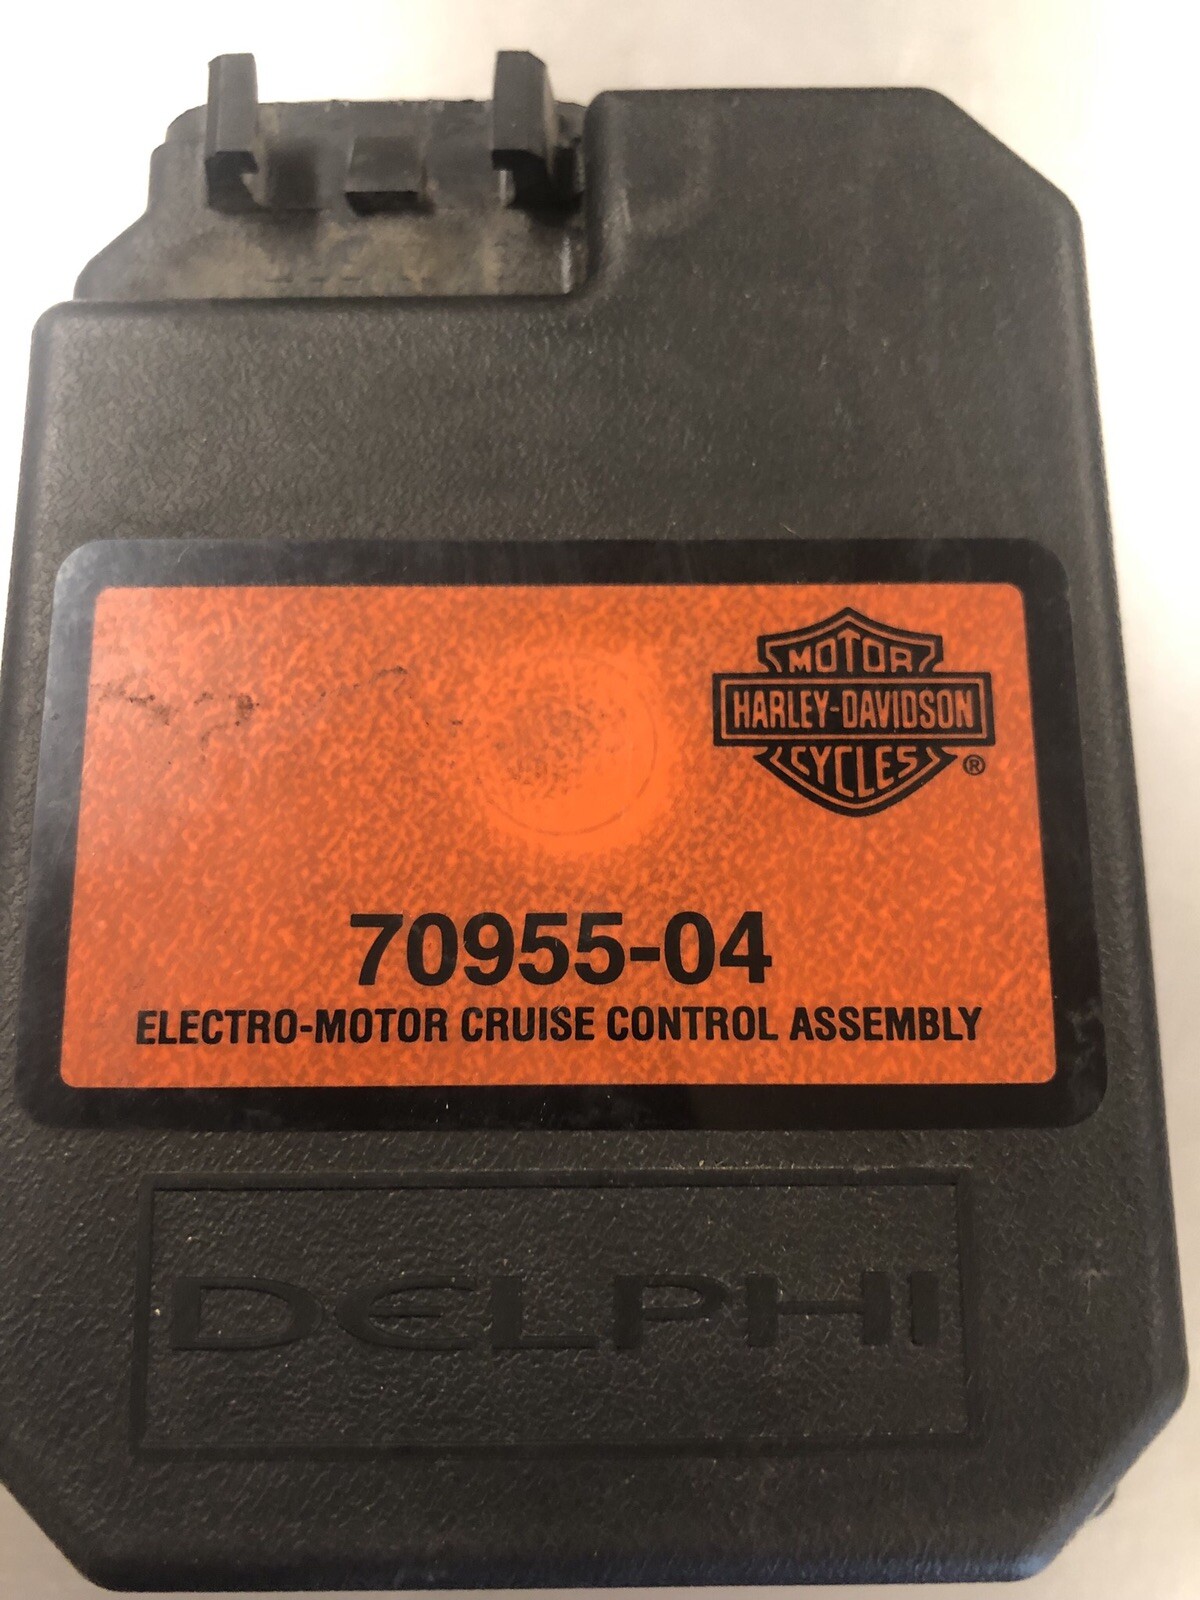 MOTOR
HARLEY-DAVIDSON
CYCLES®
70955-04
ELECTRO-MOTOR CRUISE CONTROL ASSEMBLY
DELPHI